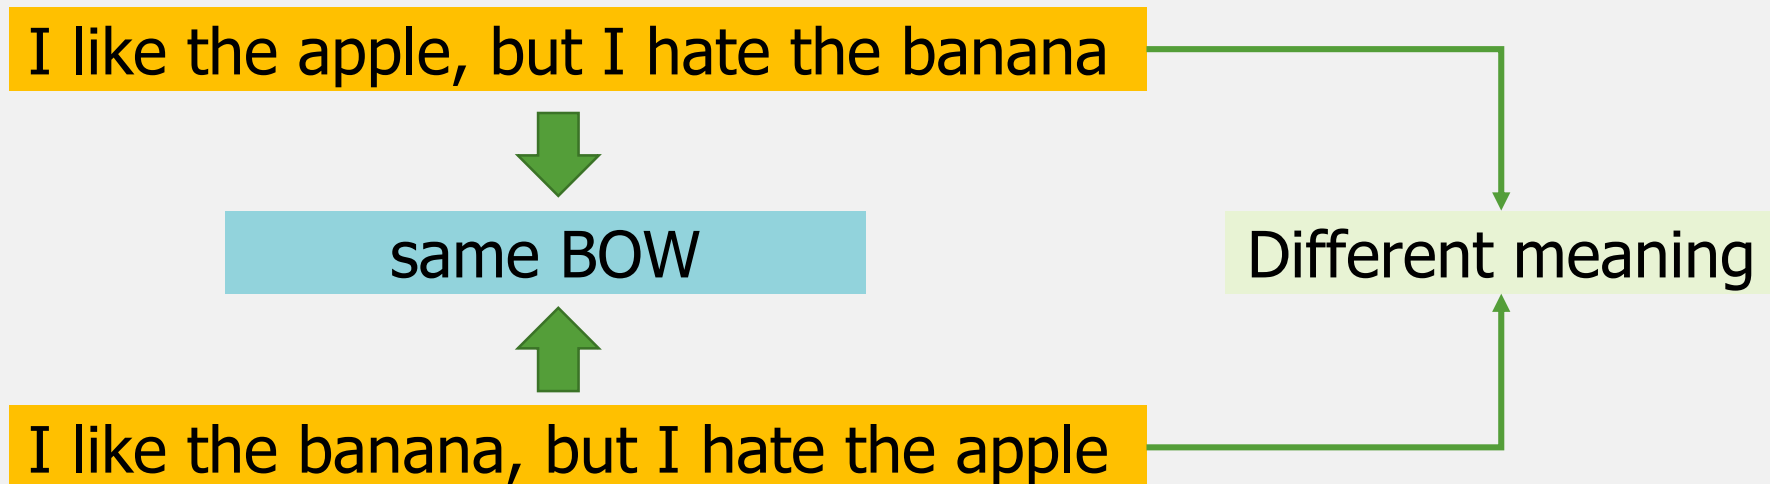 I like the apple, but I hate the banana
same BOW
Different meaning
I like the banana, but I hate the apple